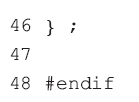 46 } ;
47
48 #endif